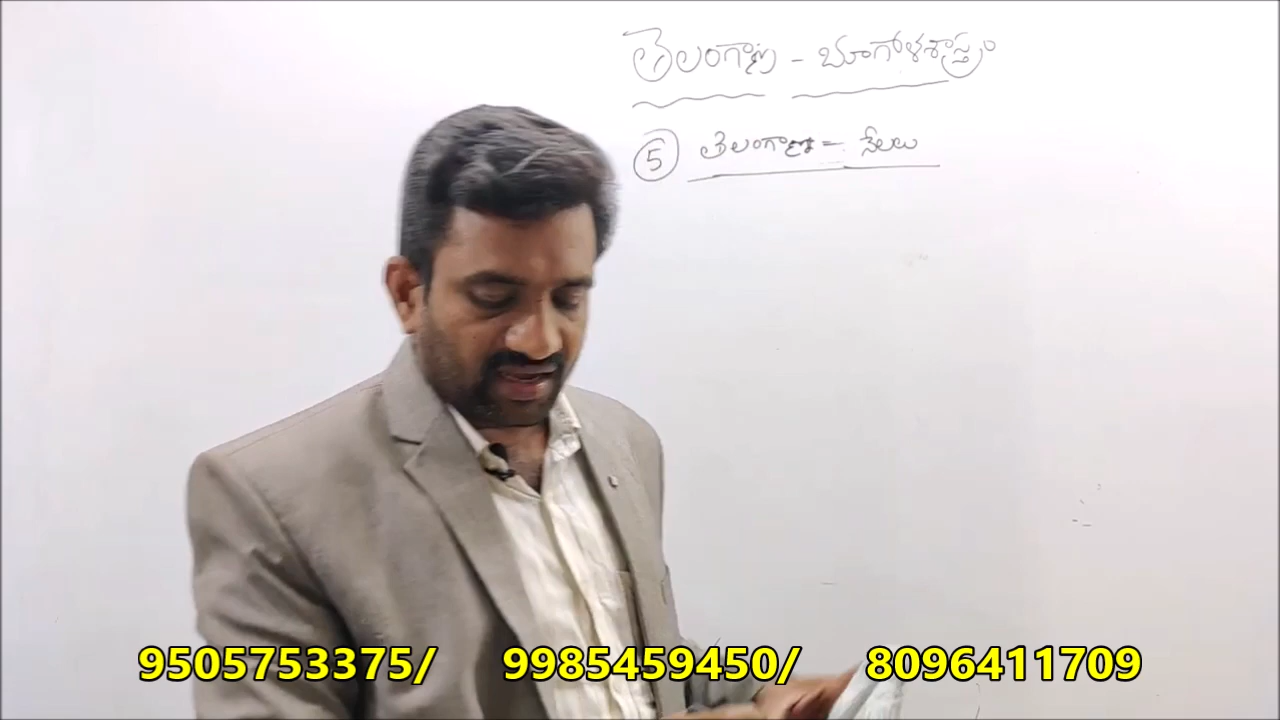 తెలంగాణ - భూగోళశాస్త్రం
5 తెలంగాణ - నేలలు
9505753375/ 9985459450/ 8096411709